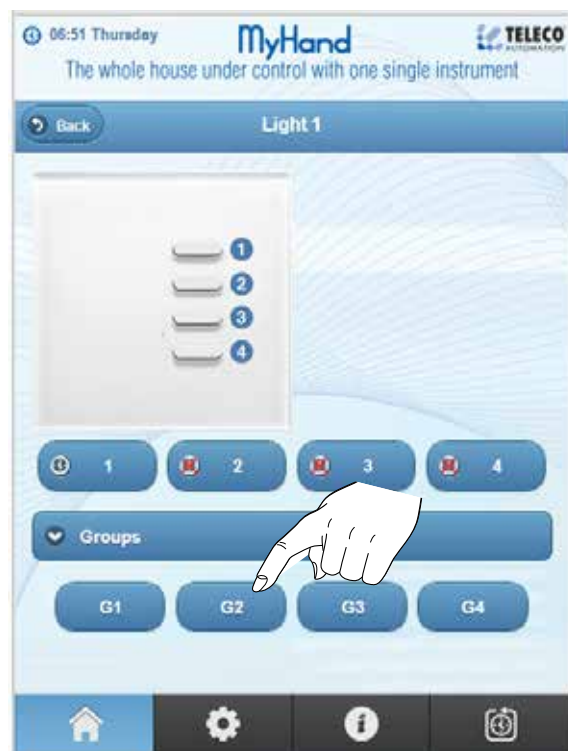 06:51 Thursday
MyHand
TELECO
AUTOMATION
The whole house under control with one single instrument
Back
Light 1
1
2
3
4
1
2
3
4
Groups
G1
G2
G3
G4
i